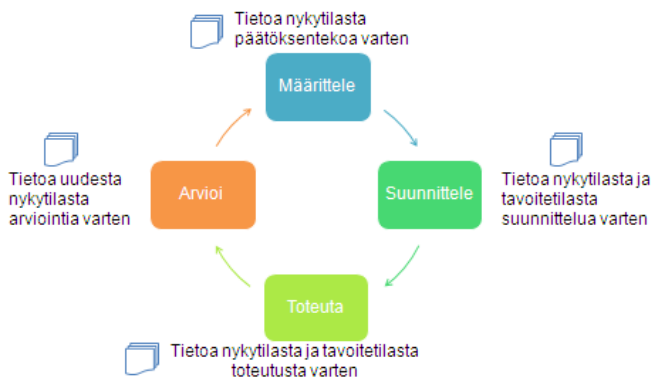 Tietoa nykytilasta
päätöksentekoa varten
Määrittele
Tietoa uudesta
nykytilasta
arviointia varten
Arvioi
Suunnittele
Tietoa nykytilasta ja
tavoitetilasta
suunnittelua varten
Toteuta
Tietoa nykytilasta ja tavoitetilasta
toteutusta varten